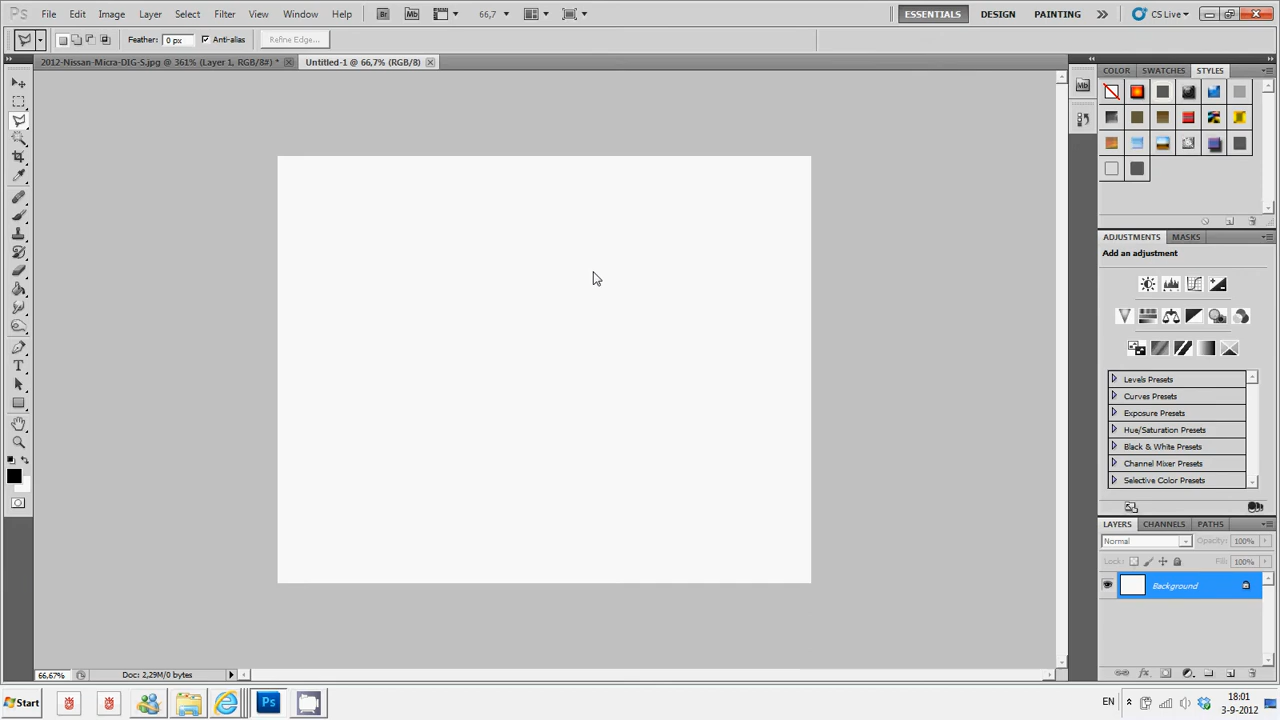 Ps File Edit Image Layer Select Filter View Window Help Br Mb 66,7 ESSENTIALS DESIGN PAINTING CS Live
Feather: 0 px Anti-alias Refine Edge...
2012-Nissan-Micra-DIG-S.jpg @ 361% (Layer 1, RGB/8#) * Untitled-1 @ 66,7% (RGB/8)
COLOR SWATCHES STYLES
Mb
ADJUSTMENTS MASKS
Add an adjustment
Levels Presets
Curves Presets
Exposure Presets
Hue/Saturation Presets
Black & White Presets
Channel Mixer Presets
Selective Color Presets
LAYERS CHANNELS PATHS
Normal Opacity: 100%
Lock: Fill: 100%
Background
66,67% Doc: 2,29M/0 bytes
Start Ps EN 18:01
3-9-2012